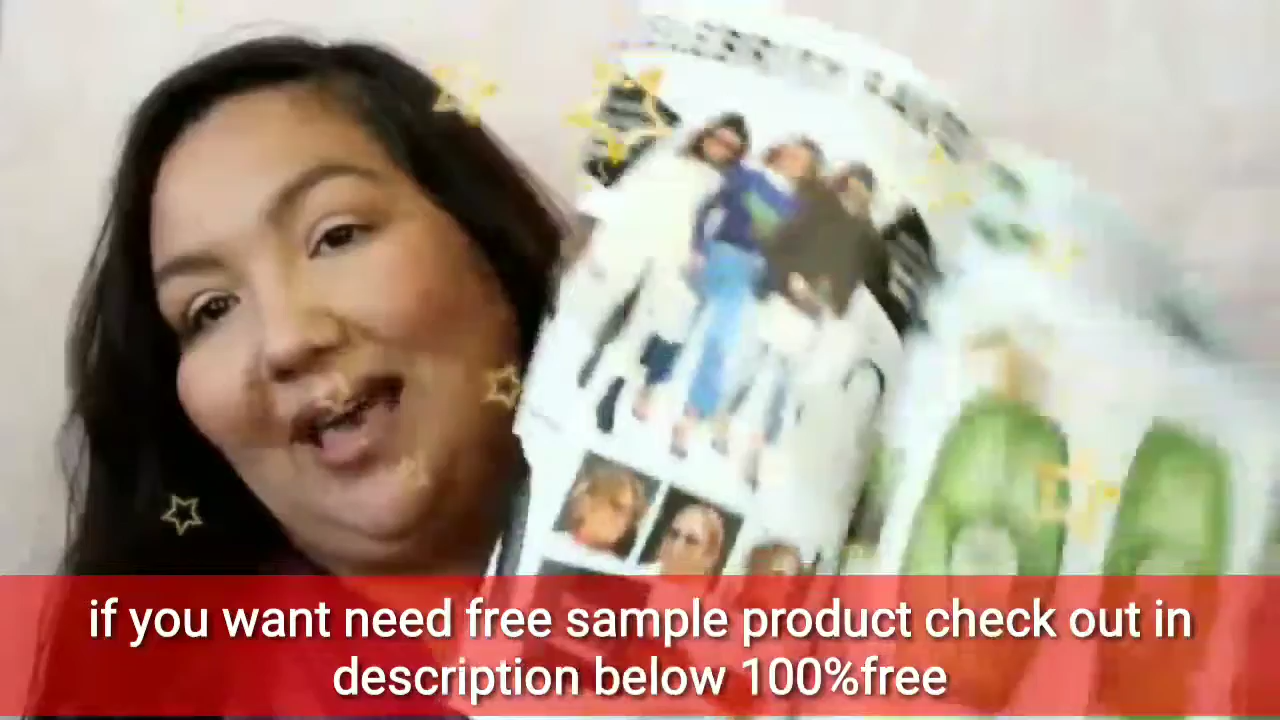 if you want need free sample product check out in
description below 100%free